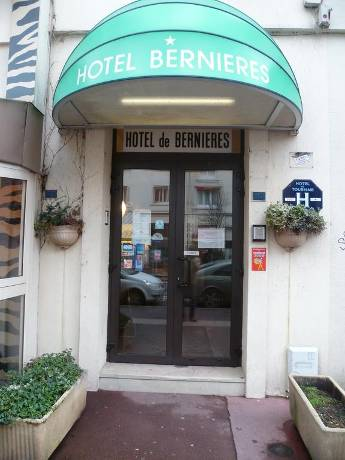 HOTEL BERNIERES
HOTEL de BERNIERES
HOTEL
DE TOURISME
H